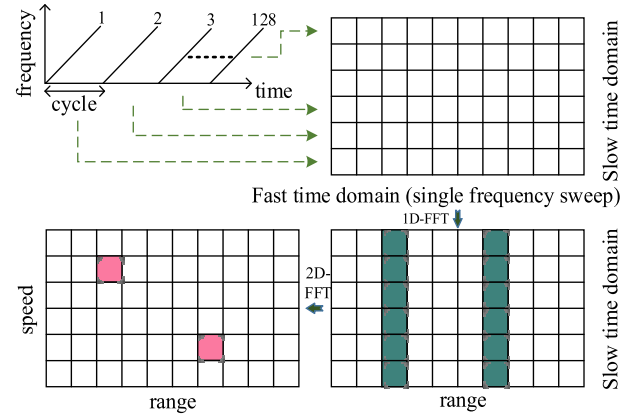 frequency
1
2
3
128
time
cycle
Slow time domain
Fast time domain (single frequency sweep)
1D-FFT
speed
2D-
FFT
Slow time domain
range
range